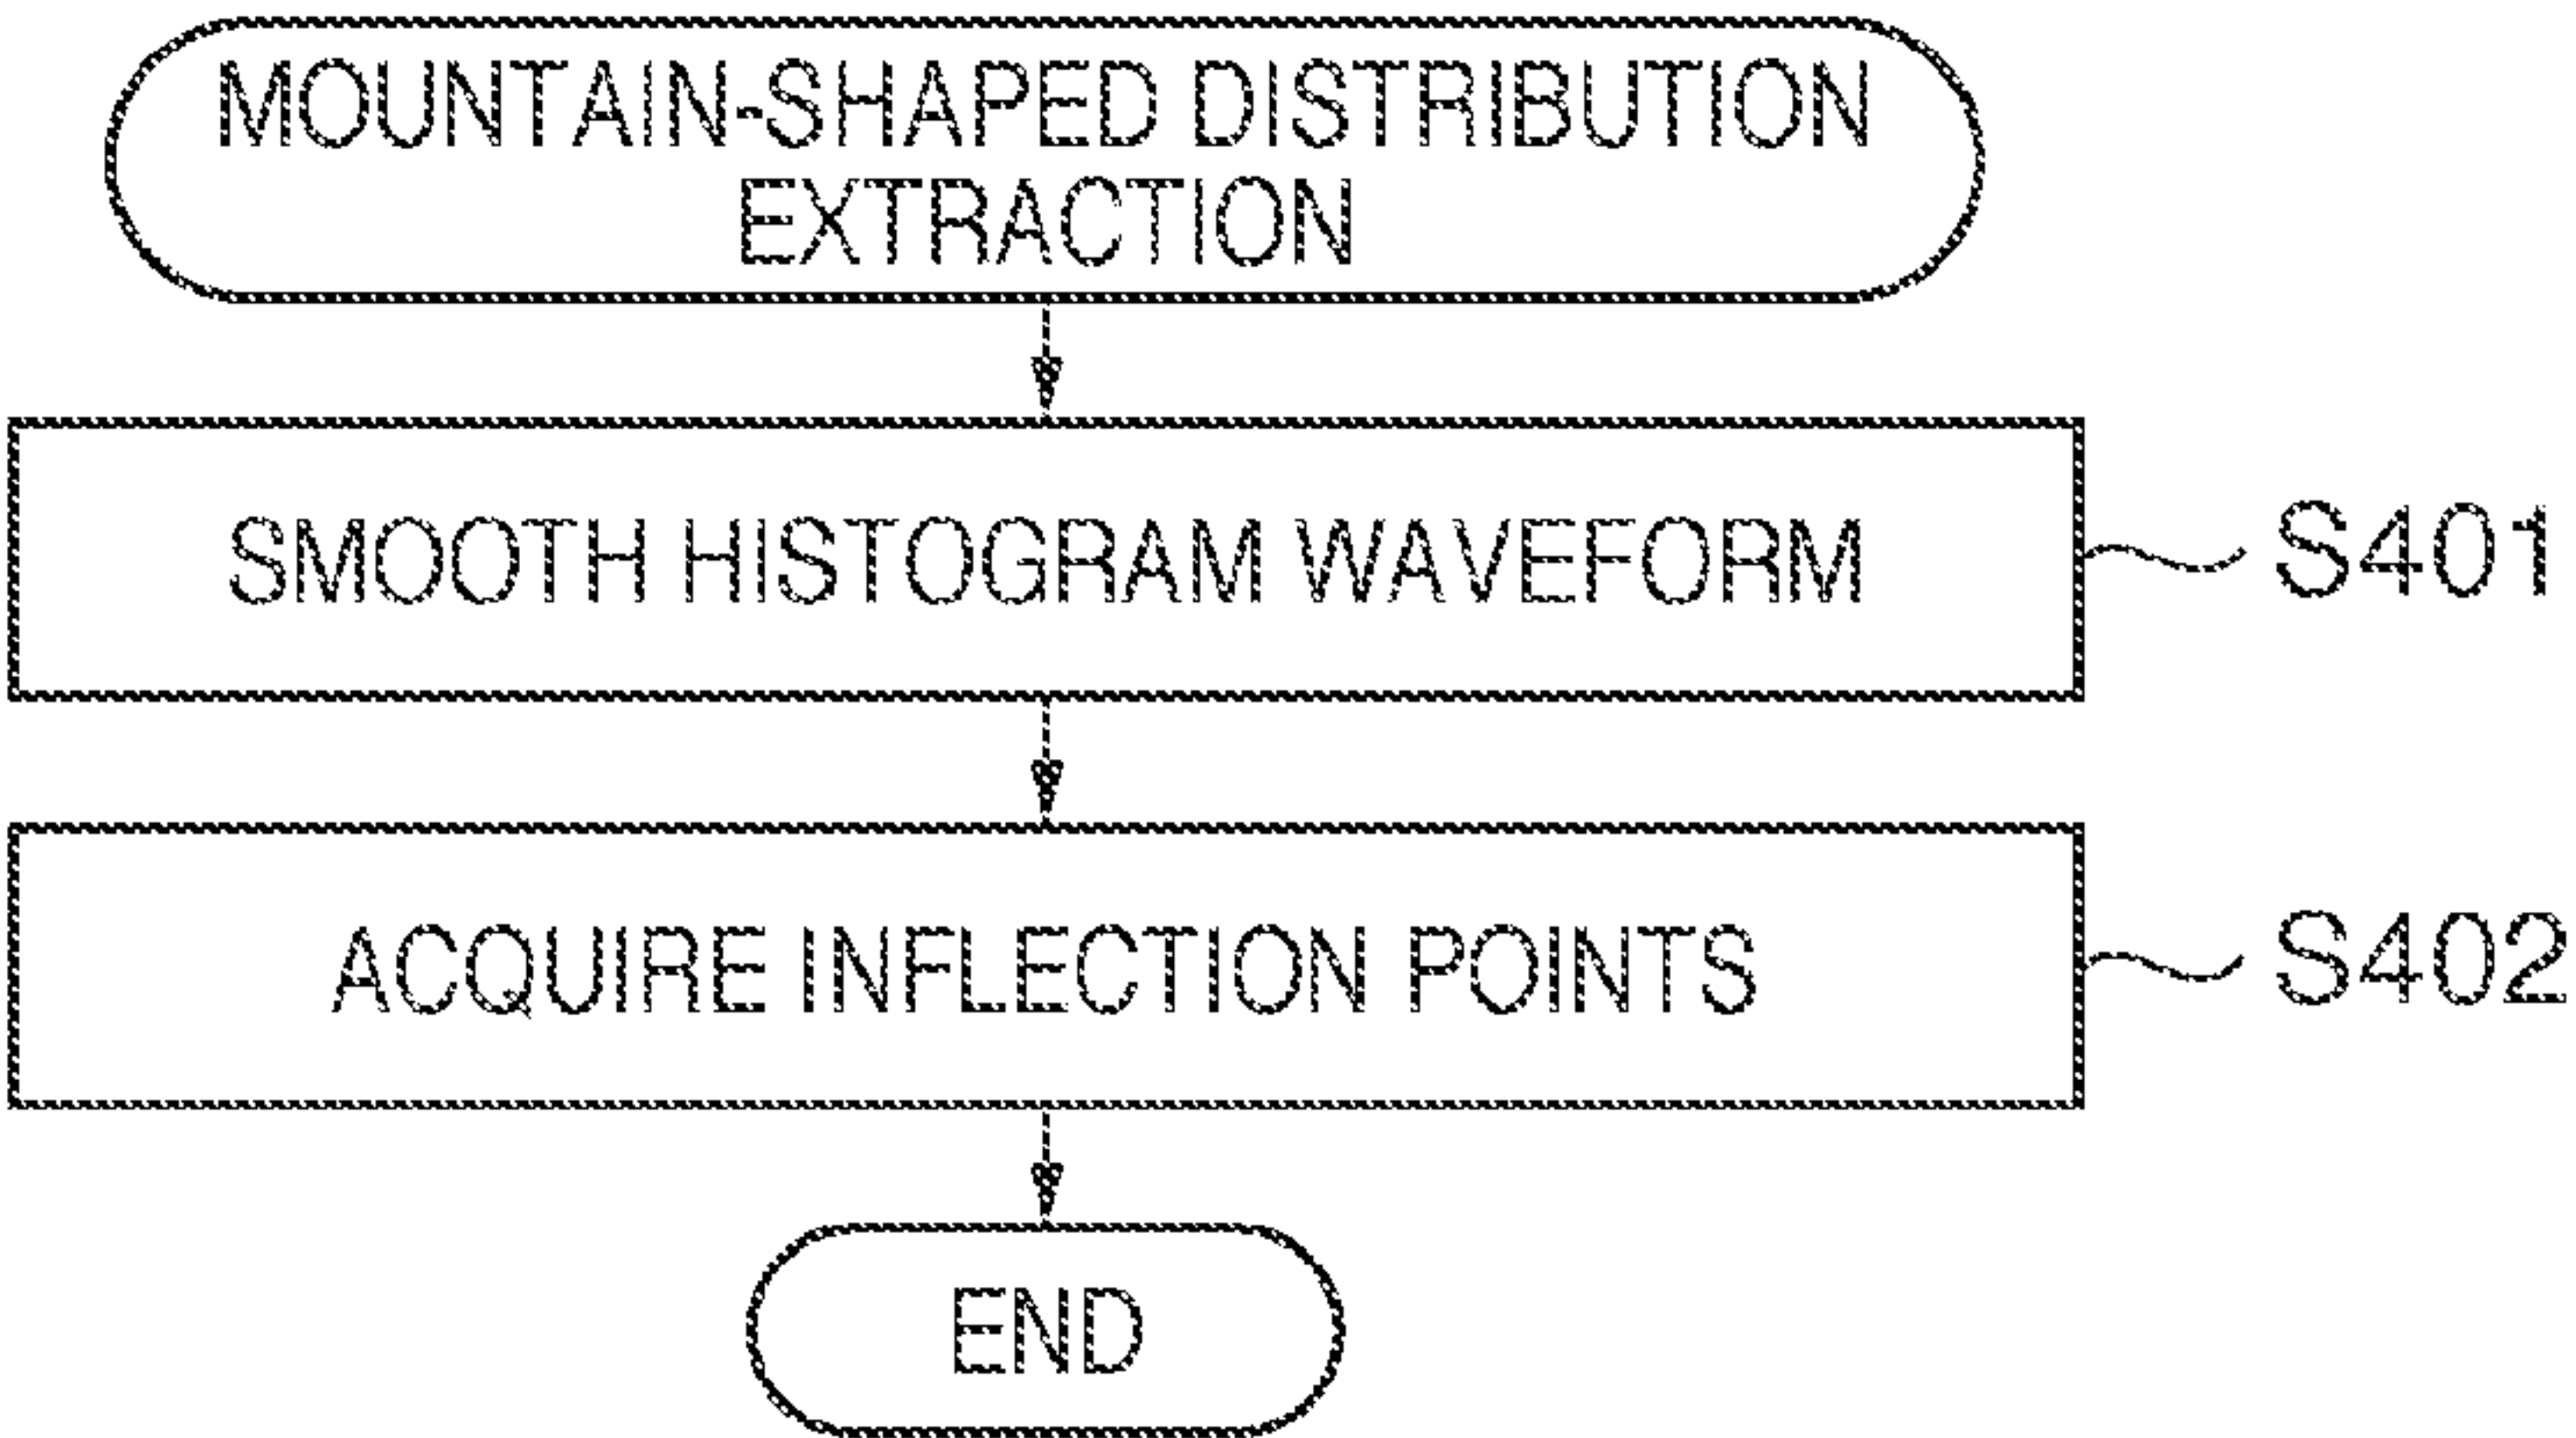 MOUNTAIN-SHAPED DISTRIBUTION
EXTRACTION
SMOOTH HISTOGRAM WAVEFORM
S401
ACQUIRE INFLECTION POINTS
S402
END